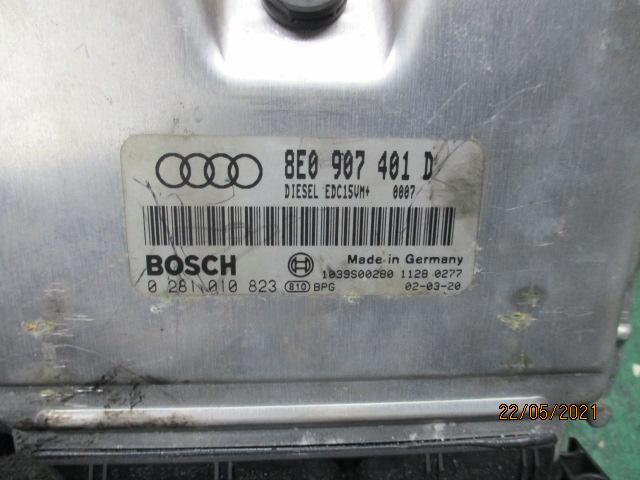 8E0 907 401 D
DIESEL EDC15VM+ 0007
BOSCH
Made in Germany
1039S00280 1128 0277
0 281 010 823 810 BPG 02-03-20
22/05/2021